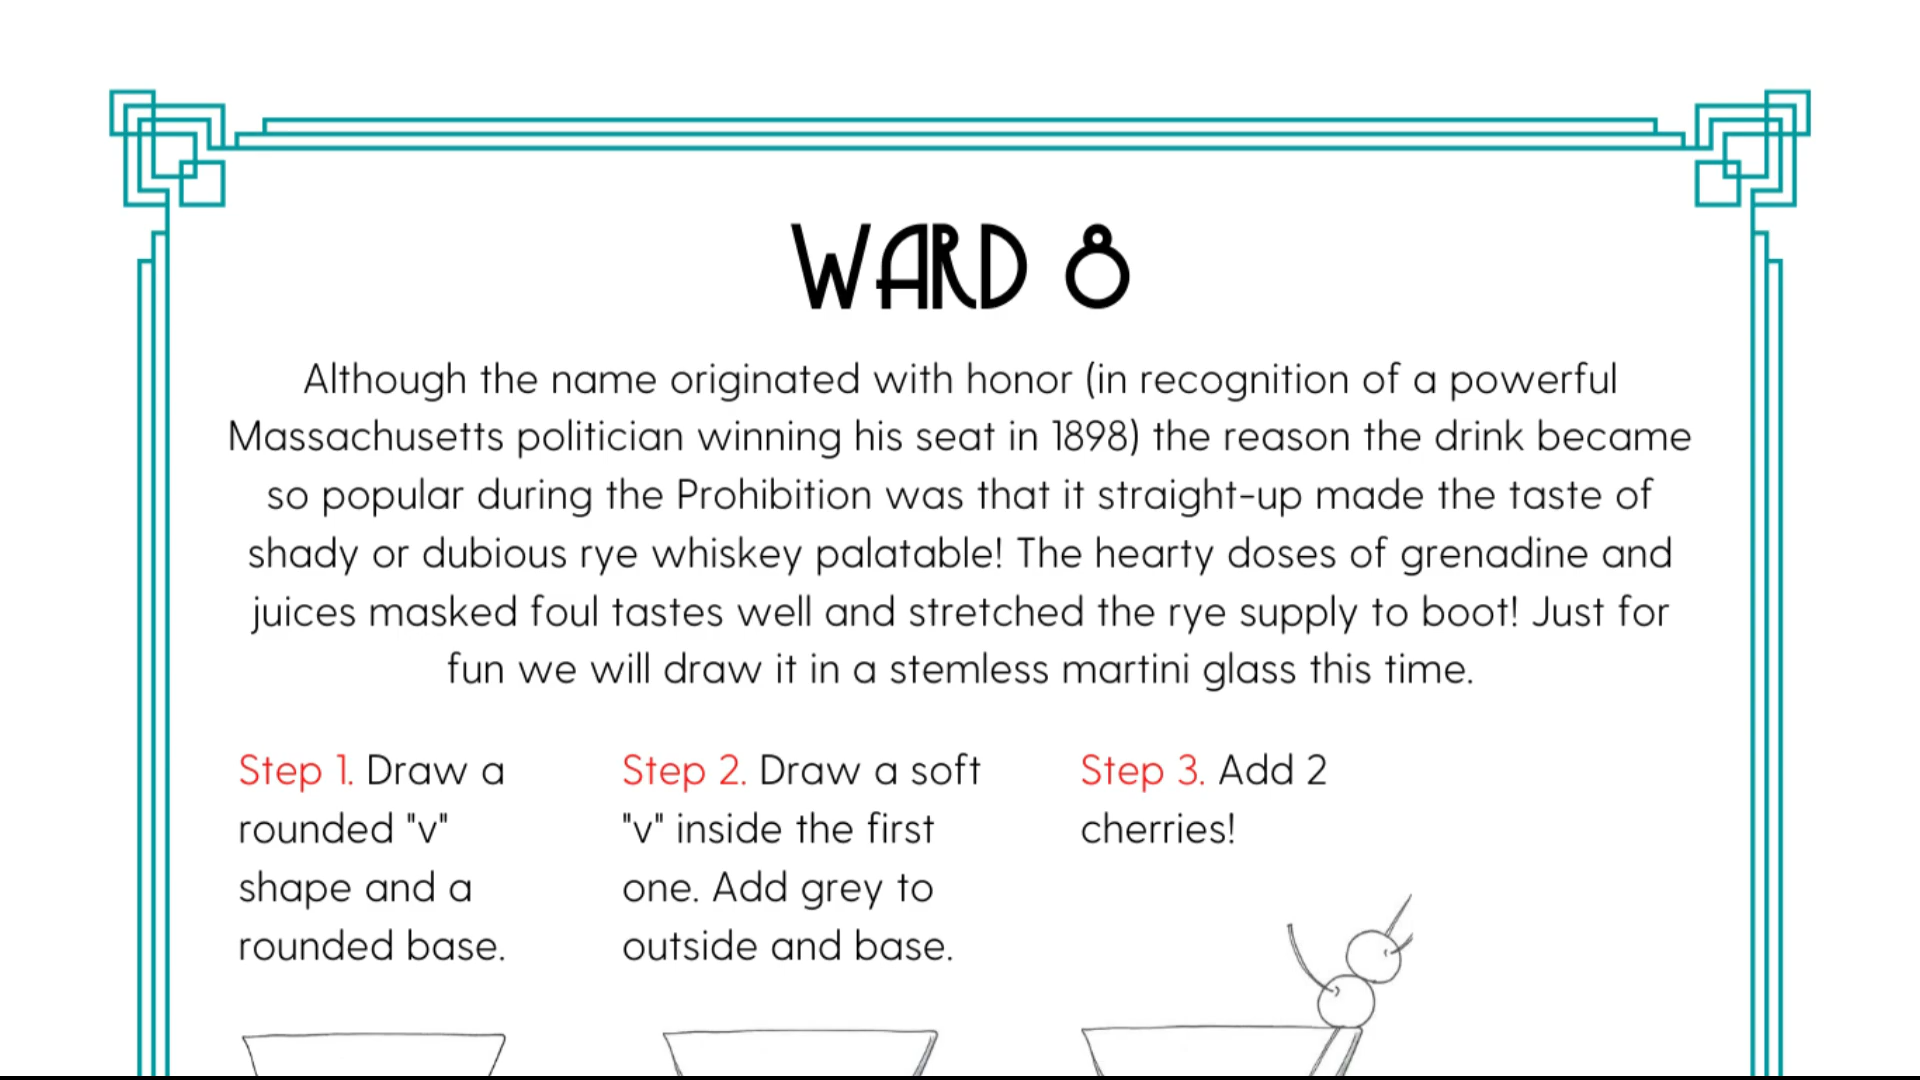 WARD 8
Although the name originated with honor (in recognition of a powerful
Massachusetts politician winning his seat in 1898) the reason the drink became
so popular during the Prohibition was that it straight-up made the taste of
shady or dubious rye whiskey palatable! The hearty doses of grenadine and
juices masked foul tastes well and stretched the rye supply to boot! Just for
fun we will draw it in a stemless martini glass this time.
Step 1. Draw a
rounded "v"
shape and a
rounded base.
Step 2. Draw a soft
"v" inside the first
one. Add grey to
outside and base.
Step 3. Add 2
cherries!